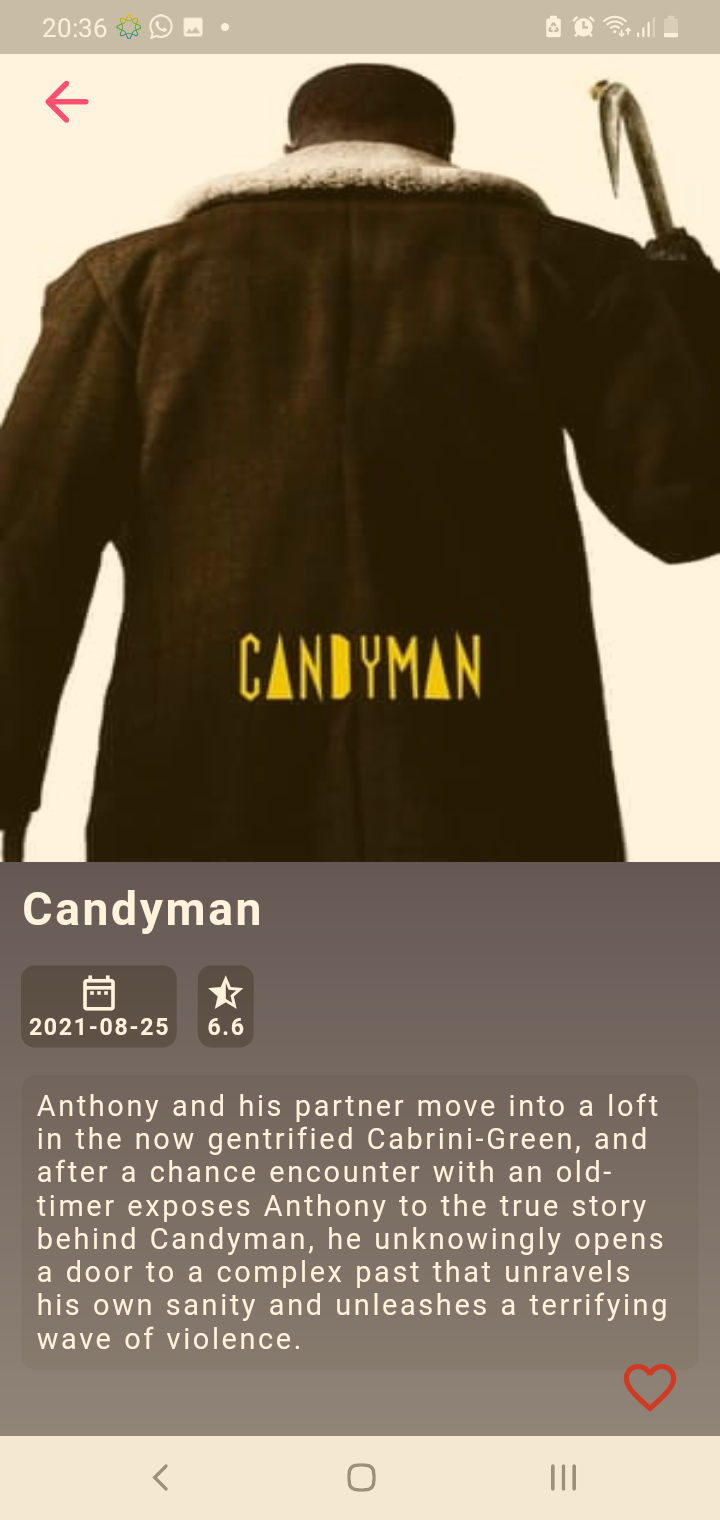 20:36
CANDYMAN
Candyman
2021-08-25
6.6
Anthony and his partner move into a loft
in the now gentrified Cabrini-Green, and
after a chance encounter with an old-
timer exposes Anthony to the true story
behind Candyman, he unknowingly opens
a door to a complex past that unravels
his own sanity and unleashes a terrifying
wave of violence.